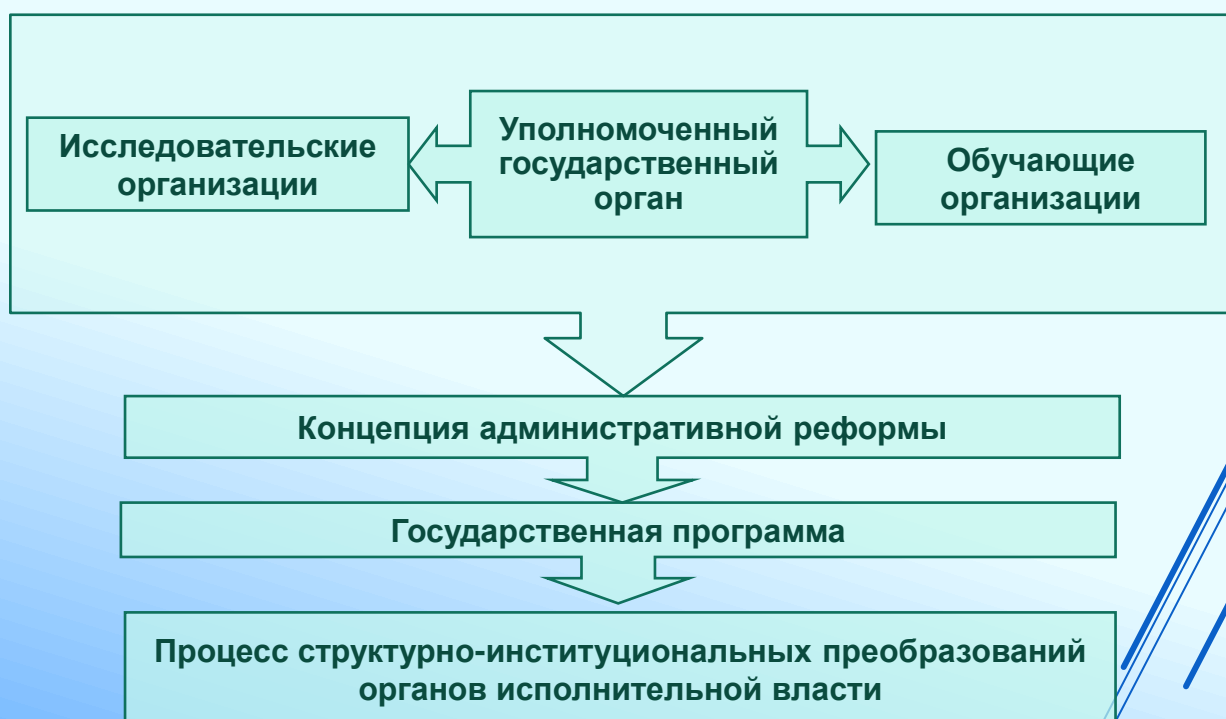 Исследовательские
организации
Уполномоченный
государственный
орган
Обучающие
организации
Концепция административной реформы
Государственная программа
Процесс структурно-институциональных преобразований
органов исполнительной власти